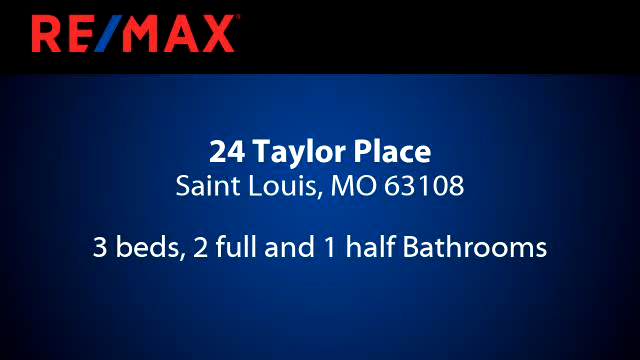 RE/MAX
24 Taylor Place
Saint Louis, MO 63108
3 beds, 2 full and 1 half Bathrooms